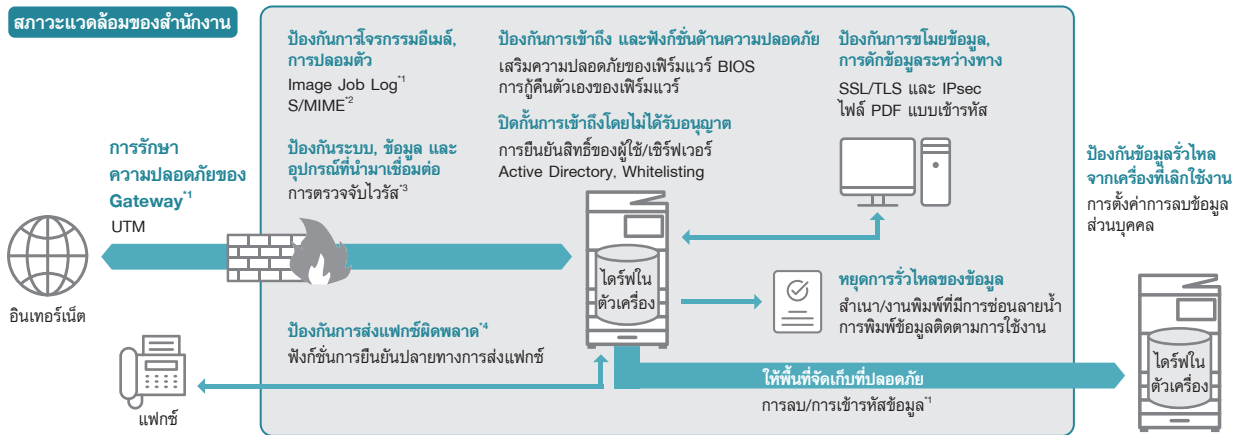 สภาวะแวดล้อมของสำนักงาน
ป้องกันการโจรกรรมอีเมล์,
การปลอมตัว
Image Job Log*1
S/MIME*2
ป้องกันระบบ, ข้อมูล และ
อุปกรณ์ที่นำมาเชื่อมต่อ
การตรวจจับไวรัส*3
ป้องกันการเข้าถึง และฟังก์ชั่นด้านความปลอดภัย
เสริมความปลอดภัยของเฟิร์มแวร์ BIOS
การกู้คืนตัวเองของเฟิร์มแวร์
ปิดกั้นการเข้าถึงโดยไม่ได้รับอนุญาต
การยืนยันสิทธิ์ของผู้ใช้/เซิร์ฟเวอร์
Active Directory, Whitelisting
ป้องกันการขโมยข้อมูล,
การดักข้อมูลระหว่างทาง
SSL/TLS และ IPsec
ไฟล์ PDF แบบเข้ารหัส
การรักษา
ความปลอดภัยของ
Gateway*1
UTM
ป้องกันข้อมูลรั่วไหล
จากเครื่องที่เลิกใช้งาน
การตั้งค่าการลบข้อมูล
ส่วนบุคคล
อินเทอร์เน็ต
ไดร์ฟใน
ตัวเครื่อง
หยุดการรั่วไหลของข้อมูล
สำเนา/งานพิมพ์ที่มีการซ่อนลายน้ำ
การพิมพ์ข้อมูลติดตามการใช้งาน
ป้องกันการส่งแฟกซ์ผิดพลาด*4
ฟังก์ชั่นการยืนยันปลายทางการส่งแฟกซ์
แฟกซ์
ให้พื้นที่จัดเก็บที่ปลอดภัย
การลบ/การเข้ารหัสข้อมูล*1
ไดร์ฟใน
ตัวเครื่อง